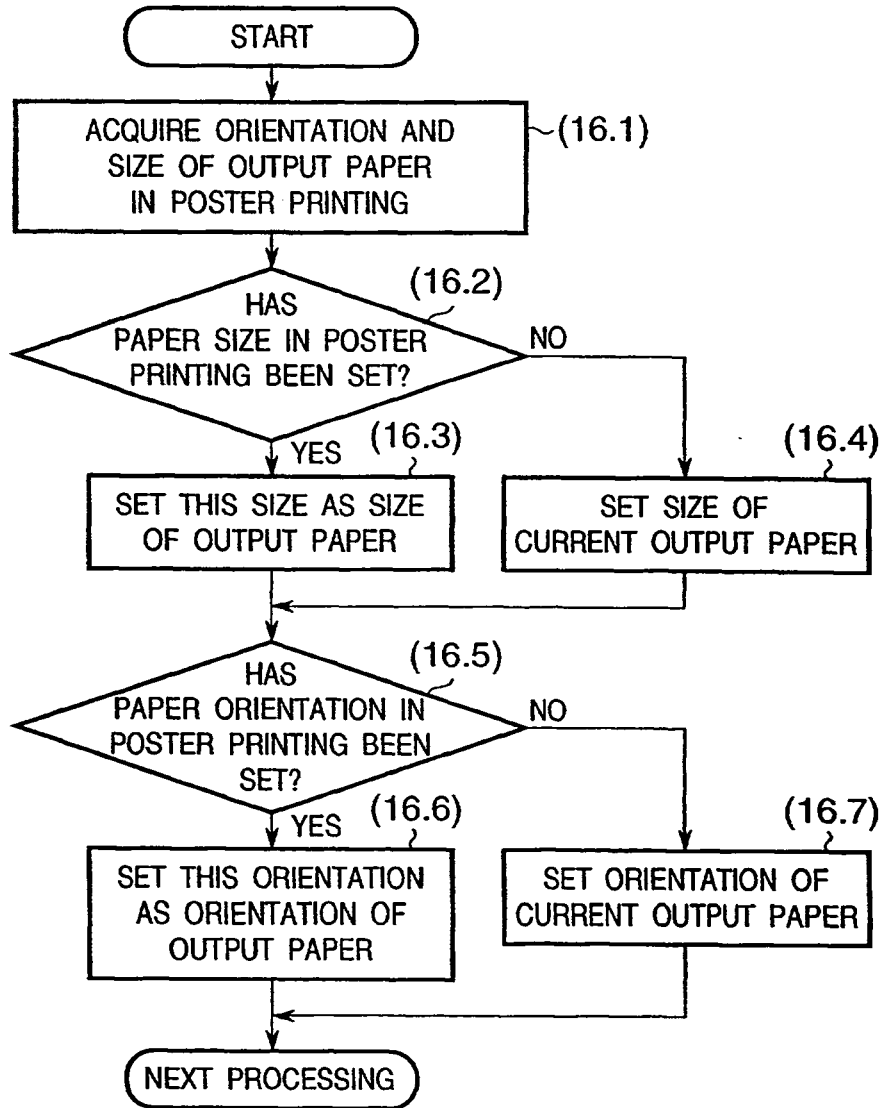 START
ACQUIRE ORIENTATION AND
SIZE OF OUTPUT PAPER
IN POSTER PRINTING
(16.1)
(16.2)
HAS
PAPER SIZE IN POSTER
PRINTING BEEN SET?
NO
YES
(16.3)
SET THIS SIZE AS SIZE
OF OUTPUT PAPER
(16.4)
SET SIZE OF
CURRENT OUTPUT PAPER
(16.5)
HAS
PAPER ORIENTATION IN
POSTER PRINTING BEEN
SET?
NO
YES
(16.6)
SET THIS ORIENTATION
AS ORIENTATION OF
OUTPUT PAPER
(16.7)
SET ORIENTATION OF
CURRENT OUTPUT PAPER
NEXT PROCESSING